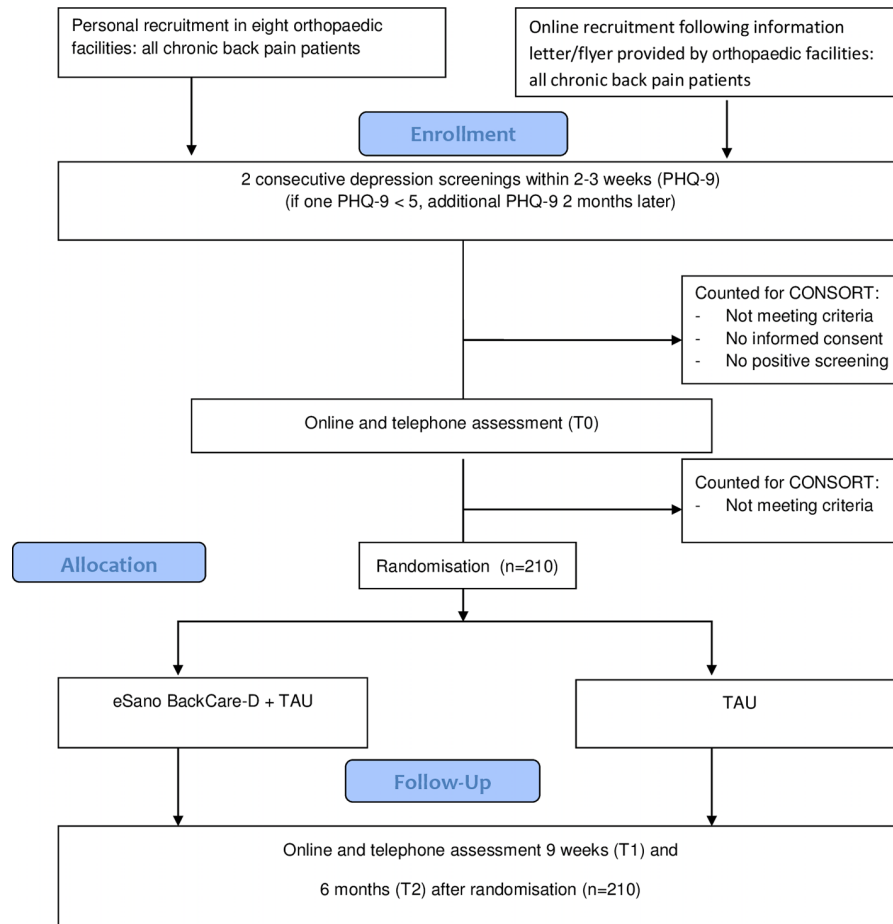 Personal recruitment in eight orthopaedic
facilities: all chronic back pain patients
Online recruitment following information
letter/flyer provided by orthopaedic facilities:
all chronic back pain patients
Enrollment
2 consecutive depression screenings within 2-3 weeks (PHQ-9)
(if one PHQ-9 < 5, additional PHQ-9 2 months later)
Counted for CONSORT:
- Not meeting criteria
- No informed consent
- No positive screening
Online and telephone assessment (T0)
Counted for CONSORT:
- Not meeting criteria
Allocation
Randomisation (n=210)
eSano BackCare-D + TAU
TAU
Follow-Up
Online and telephone assessment 9 weeks (T1) and
6 months (T2) after randomisation (n=210)